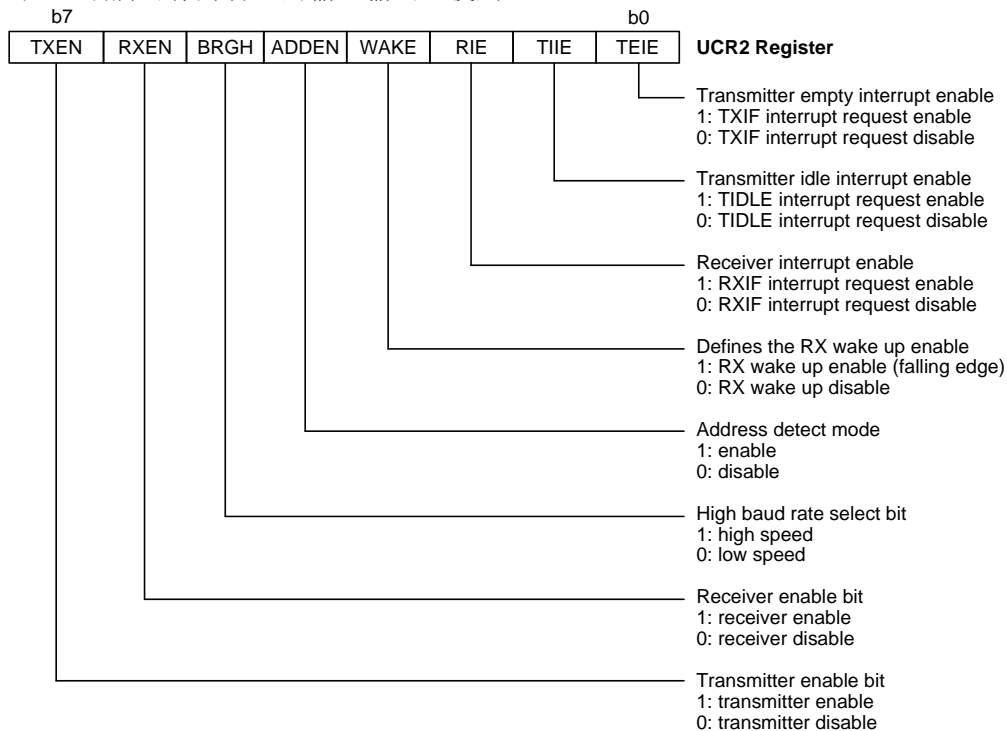 b7 b0
TXEN RXEN BRGH ADDEN WAKE RIE TIIE TEIE UCR2 Register
Transmitter empty interrupt enable
1: TXIF interrupt request enable
0: TXIF interrupt request disable
Transmitter idle interrupt enable
1: TIDLE interrupt request enable
0: TIDLE interrupt request disable
Receiver interrupt enable
1: RXIF interrupt request enable
0: RXIF interrupt request disable
Defines the RX wake up enable
1: RX wake up enable (falling edge)
0: RX wake up disable
Address detect mode
1: enable
0: disable
High baud rate select bit
1: high speed
0: low speed
Receiver enable bit
1: receiver enable
0: receiver disable
Transmitter enable bit
1: transmitter enable
0: transmitter disable